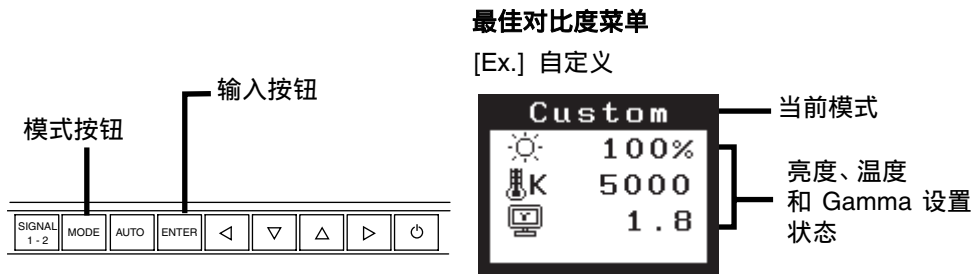 最佳对比度菜单
[Ex.] 自定义
输入按钮
模式按钮
SIGNAL
1 - 2
MODE
AUTO
ENTER
Custom
100%
K 5000
1.8
当前模式
亮度、温度
和 Gamma 设置
状态